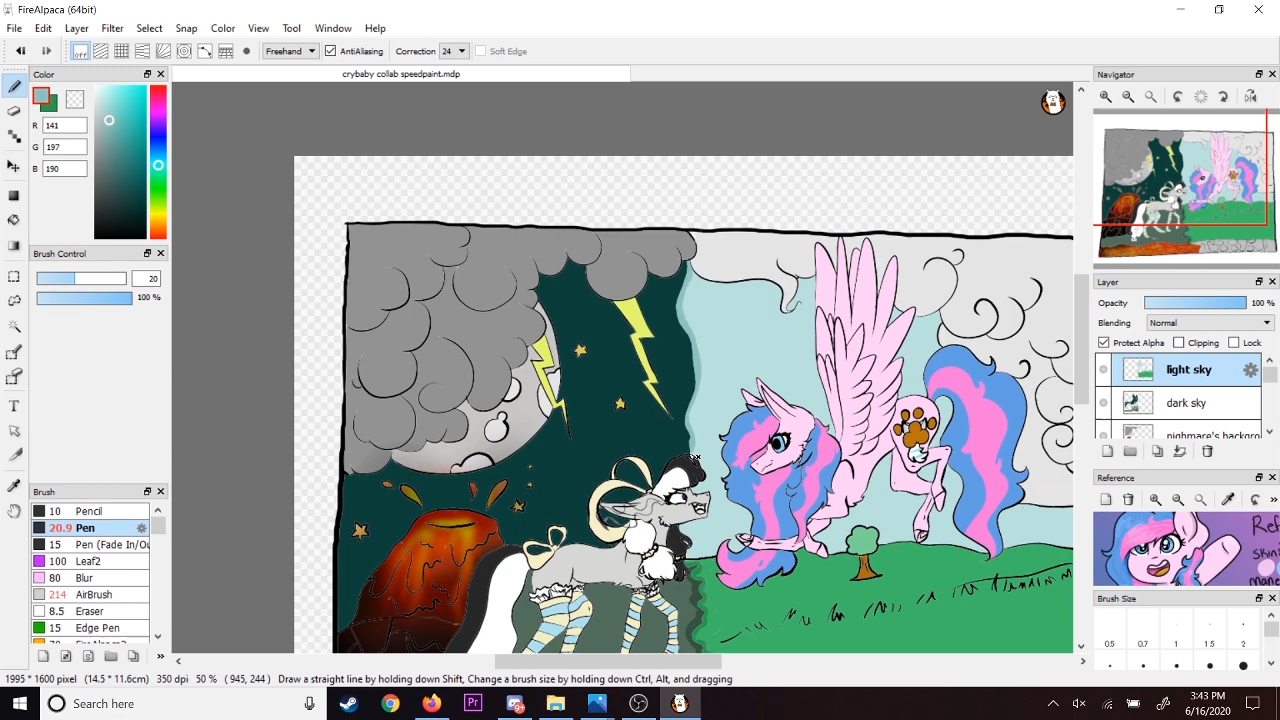 FireAlpaca (64bit)
File Edit Layer Filter Select Snap Color View Tool Window Help
off Freehand AntiAliasing Correction 24 Soft Edge
Color
crybaby collab speedpaint.mdp
Navigator
R 141
G 197
B 190
Brush Control
20
100 %
Layer
Opacity 100 %
Blending Normal
Protect Alpha Clipping Lock
light sky
dark sky
Brush
10 Pencil
20.9 Pen
15 Pen (Fade In/Ou
100 Leaf2
80 Blur
214 AirBrush
8.5 Eraser
15 Edge Pen
Reference
»
Ref
Skin
mane
Brush Size
0.5 0.7 1 1.5 2
»
1995 * 1600 pixel (14.5 * 11.6cm) 350 dpi 50 % ( 945, 244 ) Draw a straight line by holding down Shift, Change a brush size by holding down Ctrl, Alt, and dragging
Search here
Pr
3:43 PM
6/16/2020